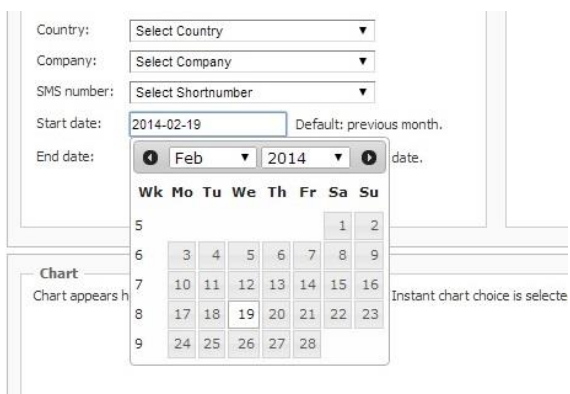 Country: Select Country
Company: Select Company
SMS number: Select Shortnumber
Start date: 2014-02-19 Default: previous month.
End date: date.
Feb 2014
Wk Mo Tu We Th Fr Sa Su
5 1 2
6 3 4 5 6 7 8 9
Chart
7 10 11 12 13 14 15 16
Chart appears h Instant chart choice is selecte
8 17 18 19 20 21 22 23
9 24 25 26 27 28